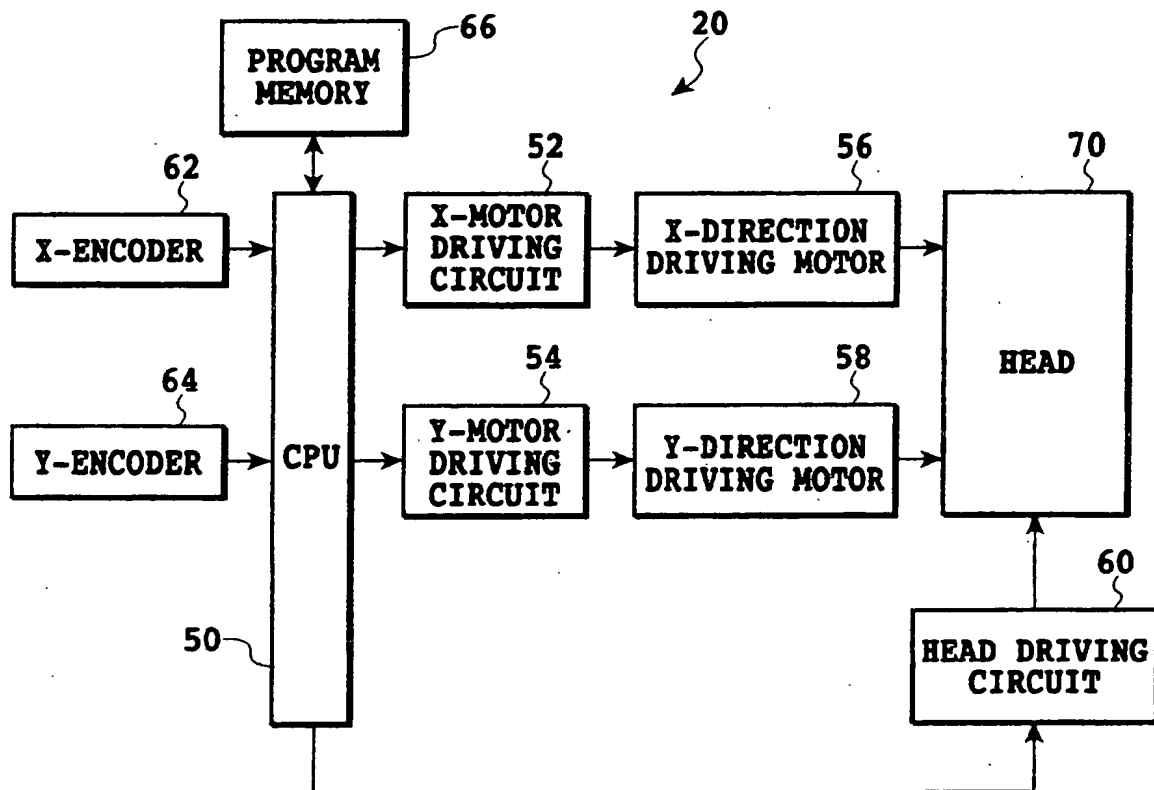 20
66
PROGRAM
MEMORY
62
X-ENCODER
52
X-MOTOR
DRIVING
CIRCUIT
56
X-DIRECTION
DRIVING MOTOR
70
HEAD
64
Y-ENCODER
CPU
54
Y-MOTOR
DRIVING
CIRCUIT
58
Y-DIRECTION
DRIVING MOTOR
50
60
HEAD DRIVING
CIRCUIT